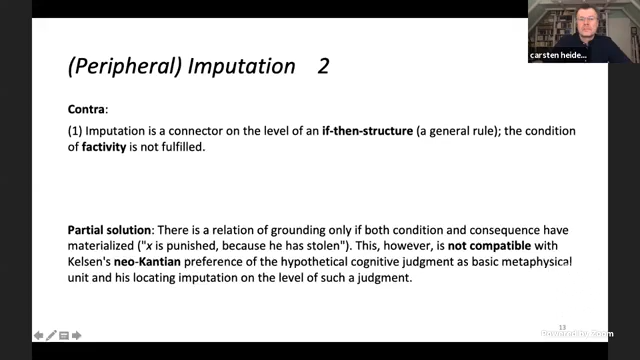 carsten heide...
(Peripheral) Imputation 2
Contra:
(1) Imputation is a connector on the level of an if-then-structure (a general rule); the condition
of factivity is not fulfilled.
Partial solution: There is a relation of grounding only if both condition and consequence have
materialized ("x is punished, because he has stolen"). This, however, is not compatible with
Kelsen's neo-Kantian preference of the hypothetical cognitive judgment as basic metaphysical
unit and his locating imputation on the level of such a judgment.
13
Powered by Zoom